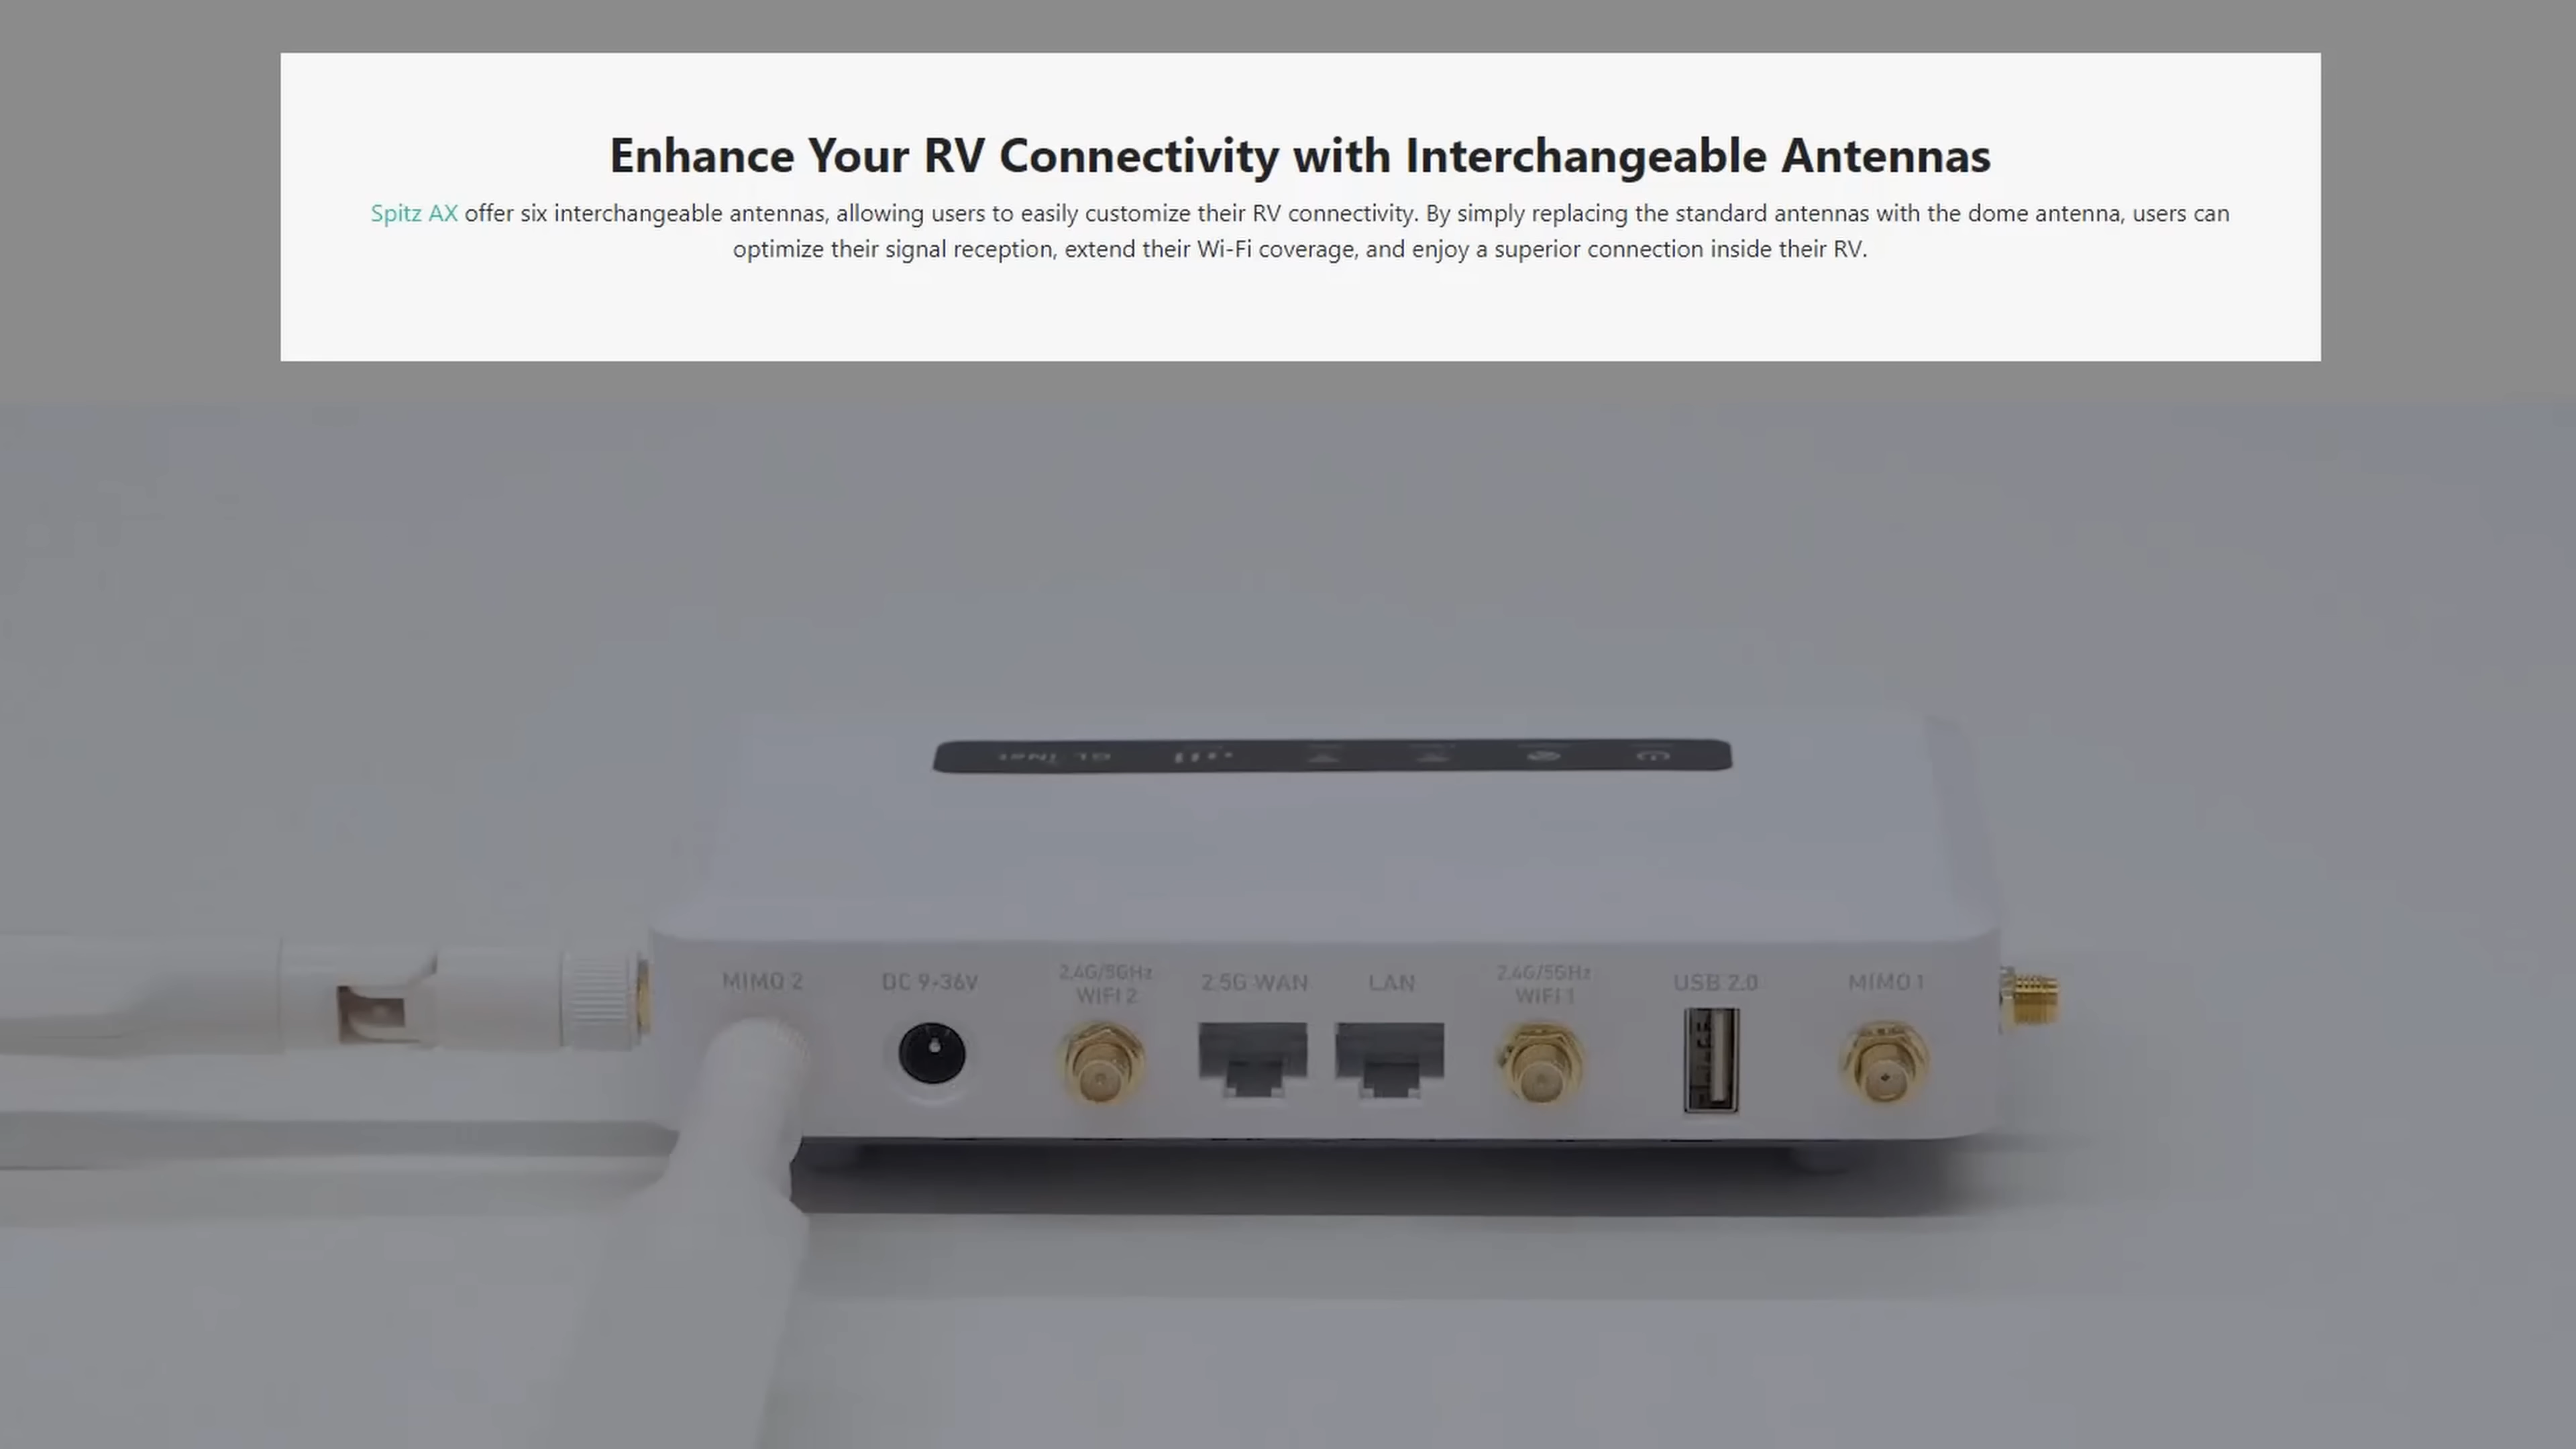 Enhance Your RV Connectivity with Interchangeable Antennas
Spitz AX offer six interchangeable antennas, allowing users to easily customize their RV connectivity. By simply replacing the standard antennas with the dome antenna, users can
optimize their signal reception, extend their Wi-Fi coverage, and enjoy a superior connection inside their RV.
GL iNet
MIMO 2
DC 9-36V
2.4G/5GHz
WIFI 2
2.5G WAN
LAN
2.4G/5GHz
WIFI 1
USB 2.0
MIMO 1